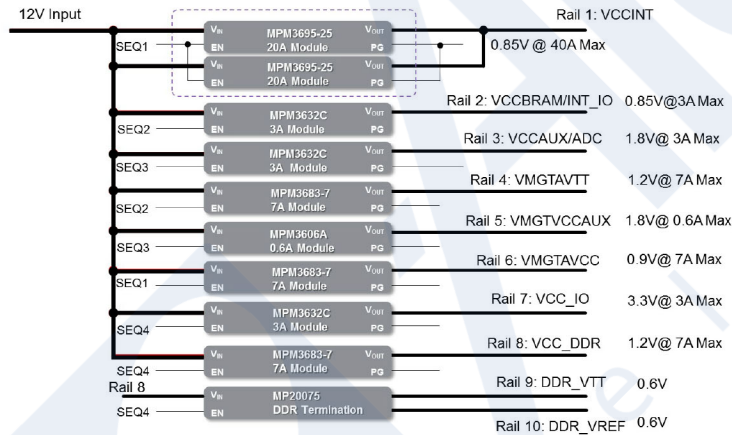 12V Input
Rail 1: VCCINT
VIN MPM3695-25 VOUT
SEQ1 EN 20A Module PG 0.85V @ 40A Max
VIN MPM3695-25 VOUT
EN 20A Module PG
Rail 2: VCCBRAM/INT_IO 0.85V@3A Max
VIN MPM3632C VOUT
SEQ2 EN 3A Module PG
Rail 3: VCCAUX/ADC 1.8V@ 3A Max
VIN MPM3632C VOUT
SEQ3 EN 3A Module PG
Rail 4: VMGTAVTT 1.2V@ 7A Max
VIN MPM3683-7 VOUT
SEQ2 EN 7A Module PG
Rail 5: VMGTVCCAUX 1.8V@ 0.6A Max
VIN MPM3606A VOUT
SEQ3 EN 0.6A Module PG
Rail 6: VMGTAVCC 0.9V@ 7A Max
VIN MPM3683-7 VOUT
SEQ1 EN 7A Module PG
Rail 7: VCC_IO 3.3V@ 3A Max
VIN MPM3632C VOUT
SEQ4 EN 3A Module PG
Rail 8: VCC_DDR 1.2V@ 7A Max
VIN MPM3683-7 VOUT
SEQ4 EN 7A Module PG
Rail 8
Rail 9: DDR_VTT 0.6V
VIN MP20075
SEQ4 EN DDR Termination
Rail 10: DDR_VREF 0.6V